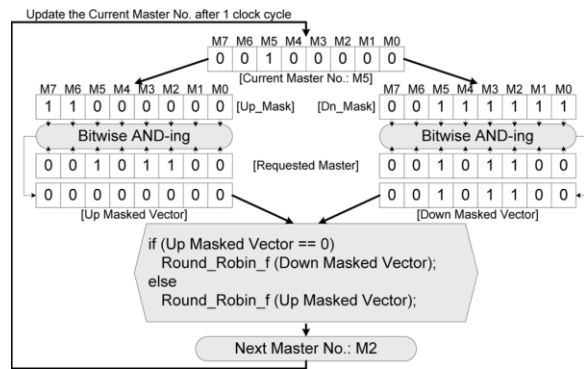 Update the Current Master No. after 1 clock cycle
M7 M6 M5 M4 M3 M2 M1 M0
0 0 1 0 0 0 0 0
[Current Master No.: M5]
M7 M6 M5 M4 M3 M2 M1 M0
1 1 0 0 0 0 0 0
[Up_Mask]
[Dn_Mask]
M7 M6 M5 M4 M3 M2 M1 M0
0 0 1 1 1 1 1 1
Bitwise AND-ing
Bitwise AND-ing
0 0 1 0 1 1 0 0
[Requested Master]
0 0 1 0 1 1 0 0
0 0 0 0 0 0 0 0
0 0 1 0 1 1 0 0
[Up Masked Vector]
[Down Masked Vector]
if (Up Masked Vector == 0)
Round_Robin_f (Down Masked Vector);
else
Round_Robin_f (Up Masked Vector);
Next Master No.: M2